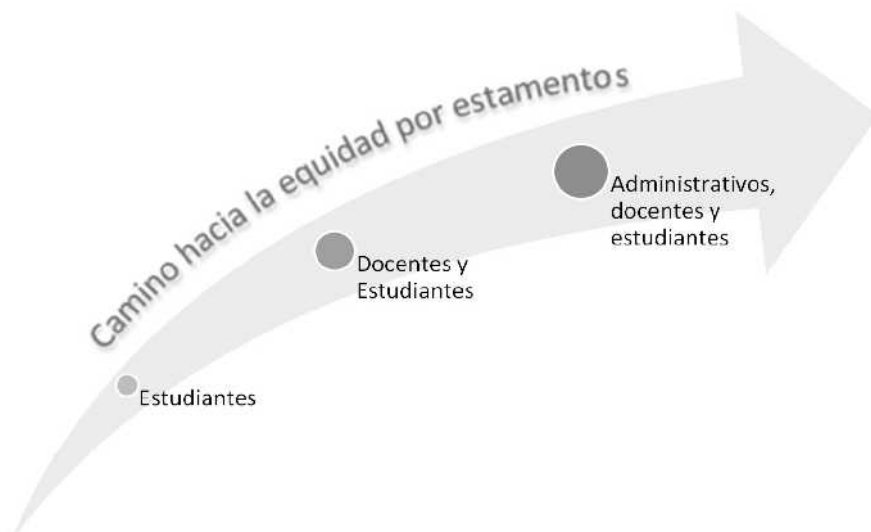 Camino hacia la equidad por estamentos
Administrativos,
docentes y
estudiantes
Docentes y
Estudiantes
Estudiantes